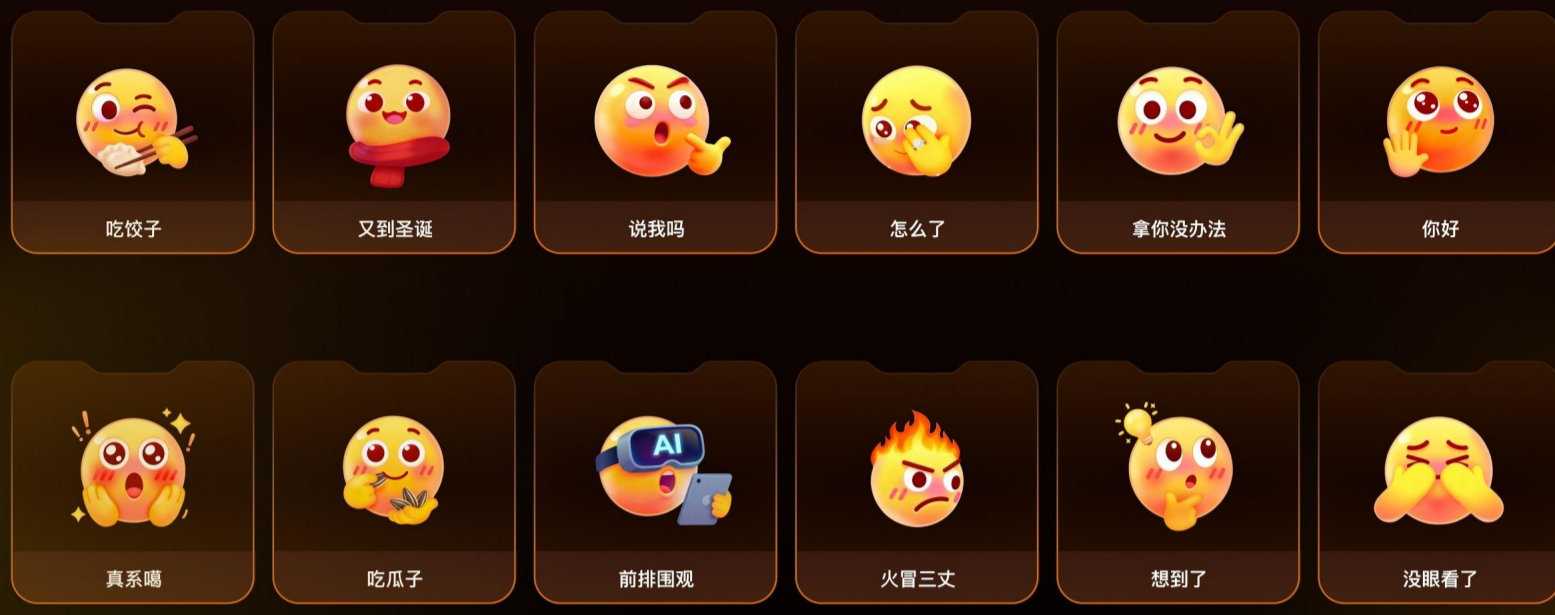 吃饺子
又到圣诞
说我吗
怎么了
拿你没办法
你好
真系噶
吃瓜子
AI
前排围观
火冒三丈
想到了
没眼看了